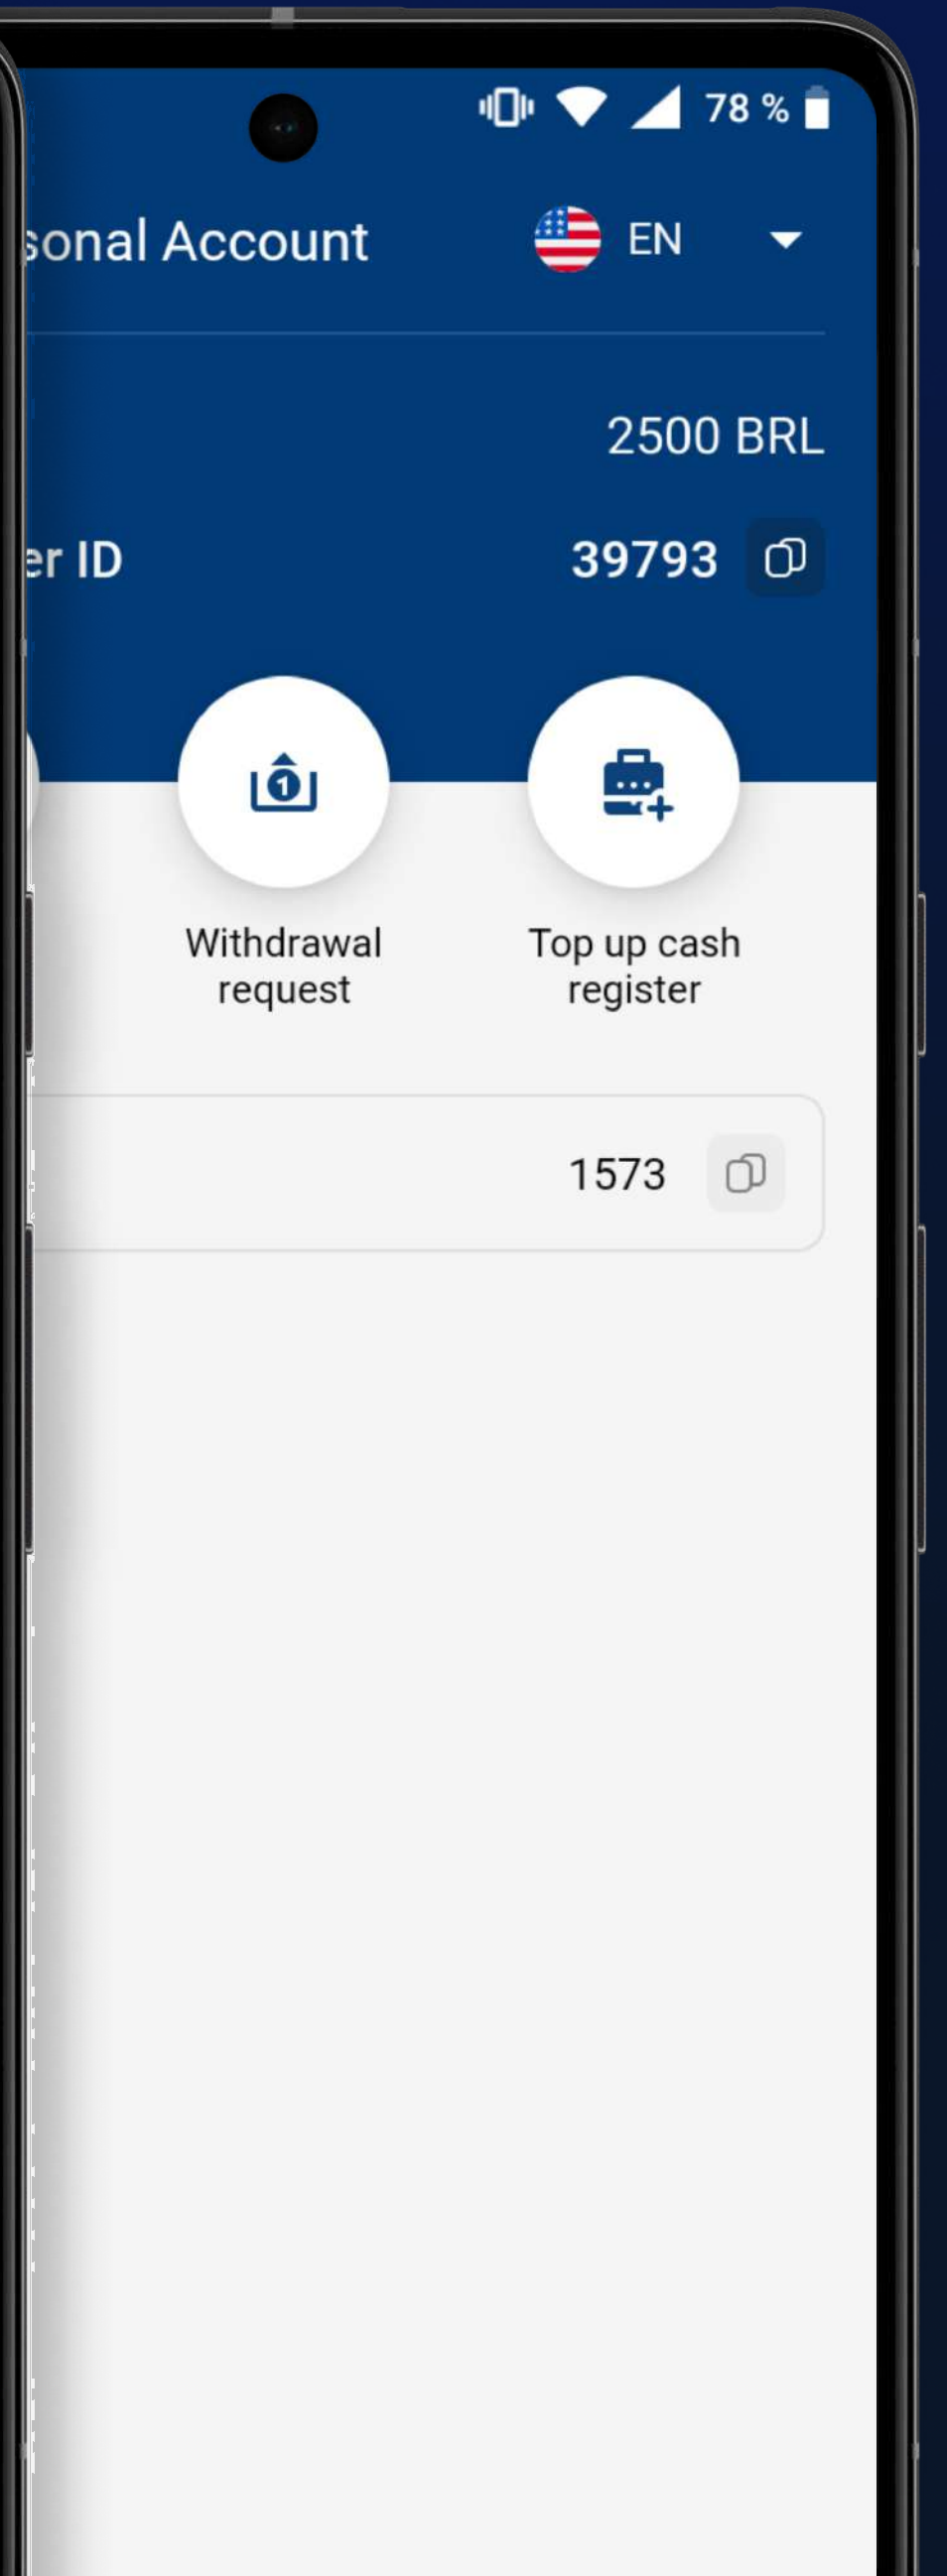 78 %
sonal Account
EN
2500 BRL
er ID
39793
Withdrawal
request
Top up cash
register
1573